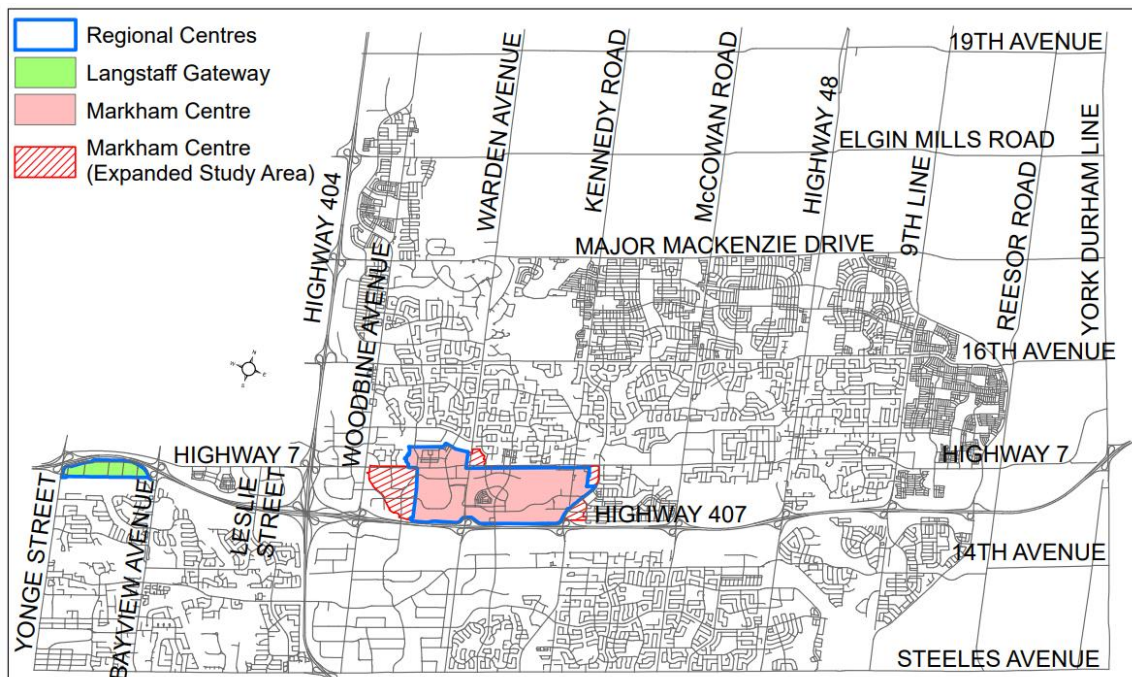 Regional Centres
Langstaff Gateway
Markham Centre
Markham Centre
(Expanded Study Area)
19TH AVENUE
ELGIN MILLS ROAD
MAJOR MACKENZIE DRIVE
16TH AVENUE
HIGHWAY 7
HIGHWAY 7
HIGHWAY 407
14TH AVENUE
STEELES AVENUE
YONGE STREET
BAYVIEW AVENUE
LESLIE
STREET
HIGHWAY 404
WOODBINE AVENUE
WARDEN AVENUE
KENNEDY ROAD
McCOWAN ROAD
HIGHWAY 48
9TH LINE
REESOR ROAD
YORK DURHAM LINE
N
E
S